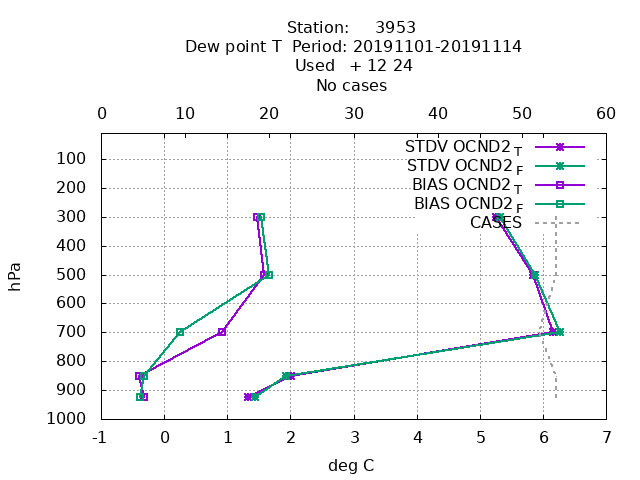 Station: 3953
Dew point T Period: 20191101-20191114
Used + 12 24
No cases
0 10 20 22 40 47 50 60
STDV OCND2 T
STDV OCND2 F
BIAS OCND2 T
BIAS OCND2 F
CASES
100
200
300
400
500
600
700
800
900
1000
hPa
-1 0 1 2 3 4 5 6 7
deg C